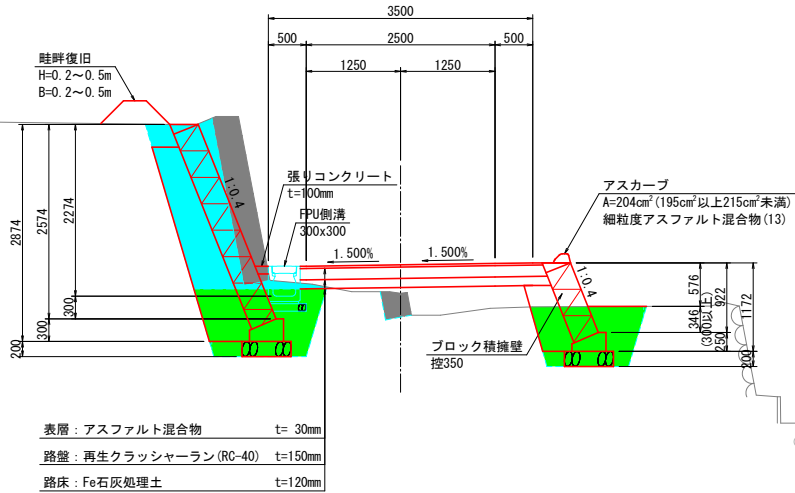 3500
500
2500
500
1250
1250
畦畔復旧
H=0.2～0.5m
B=0.2～0.5m
1:0.4
張りコンクリート
t=100mm
FPU側溝
300x300
1.500%
1.500%
アスカーブ
A=204cm²(195cm²以上215cm²未満)
細粒度アスファルト混合物(13)
1:0.4
2874
2574
2274
300
300
200
576
346
(300以上)
922
250
1172
200
ブロック積擁壁
控350
表層：アスファルト混合物 t= 30mm
路盤：再生クラッシャーラン(RC-40) t=150mm
路床：Fe石灰処理土 t=120mm